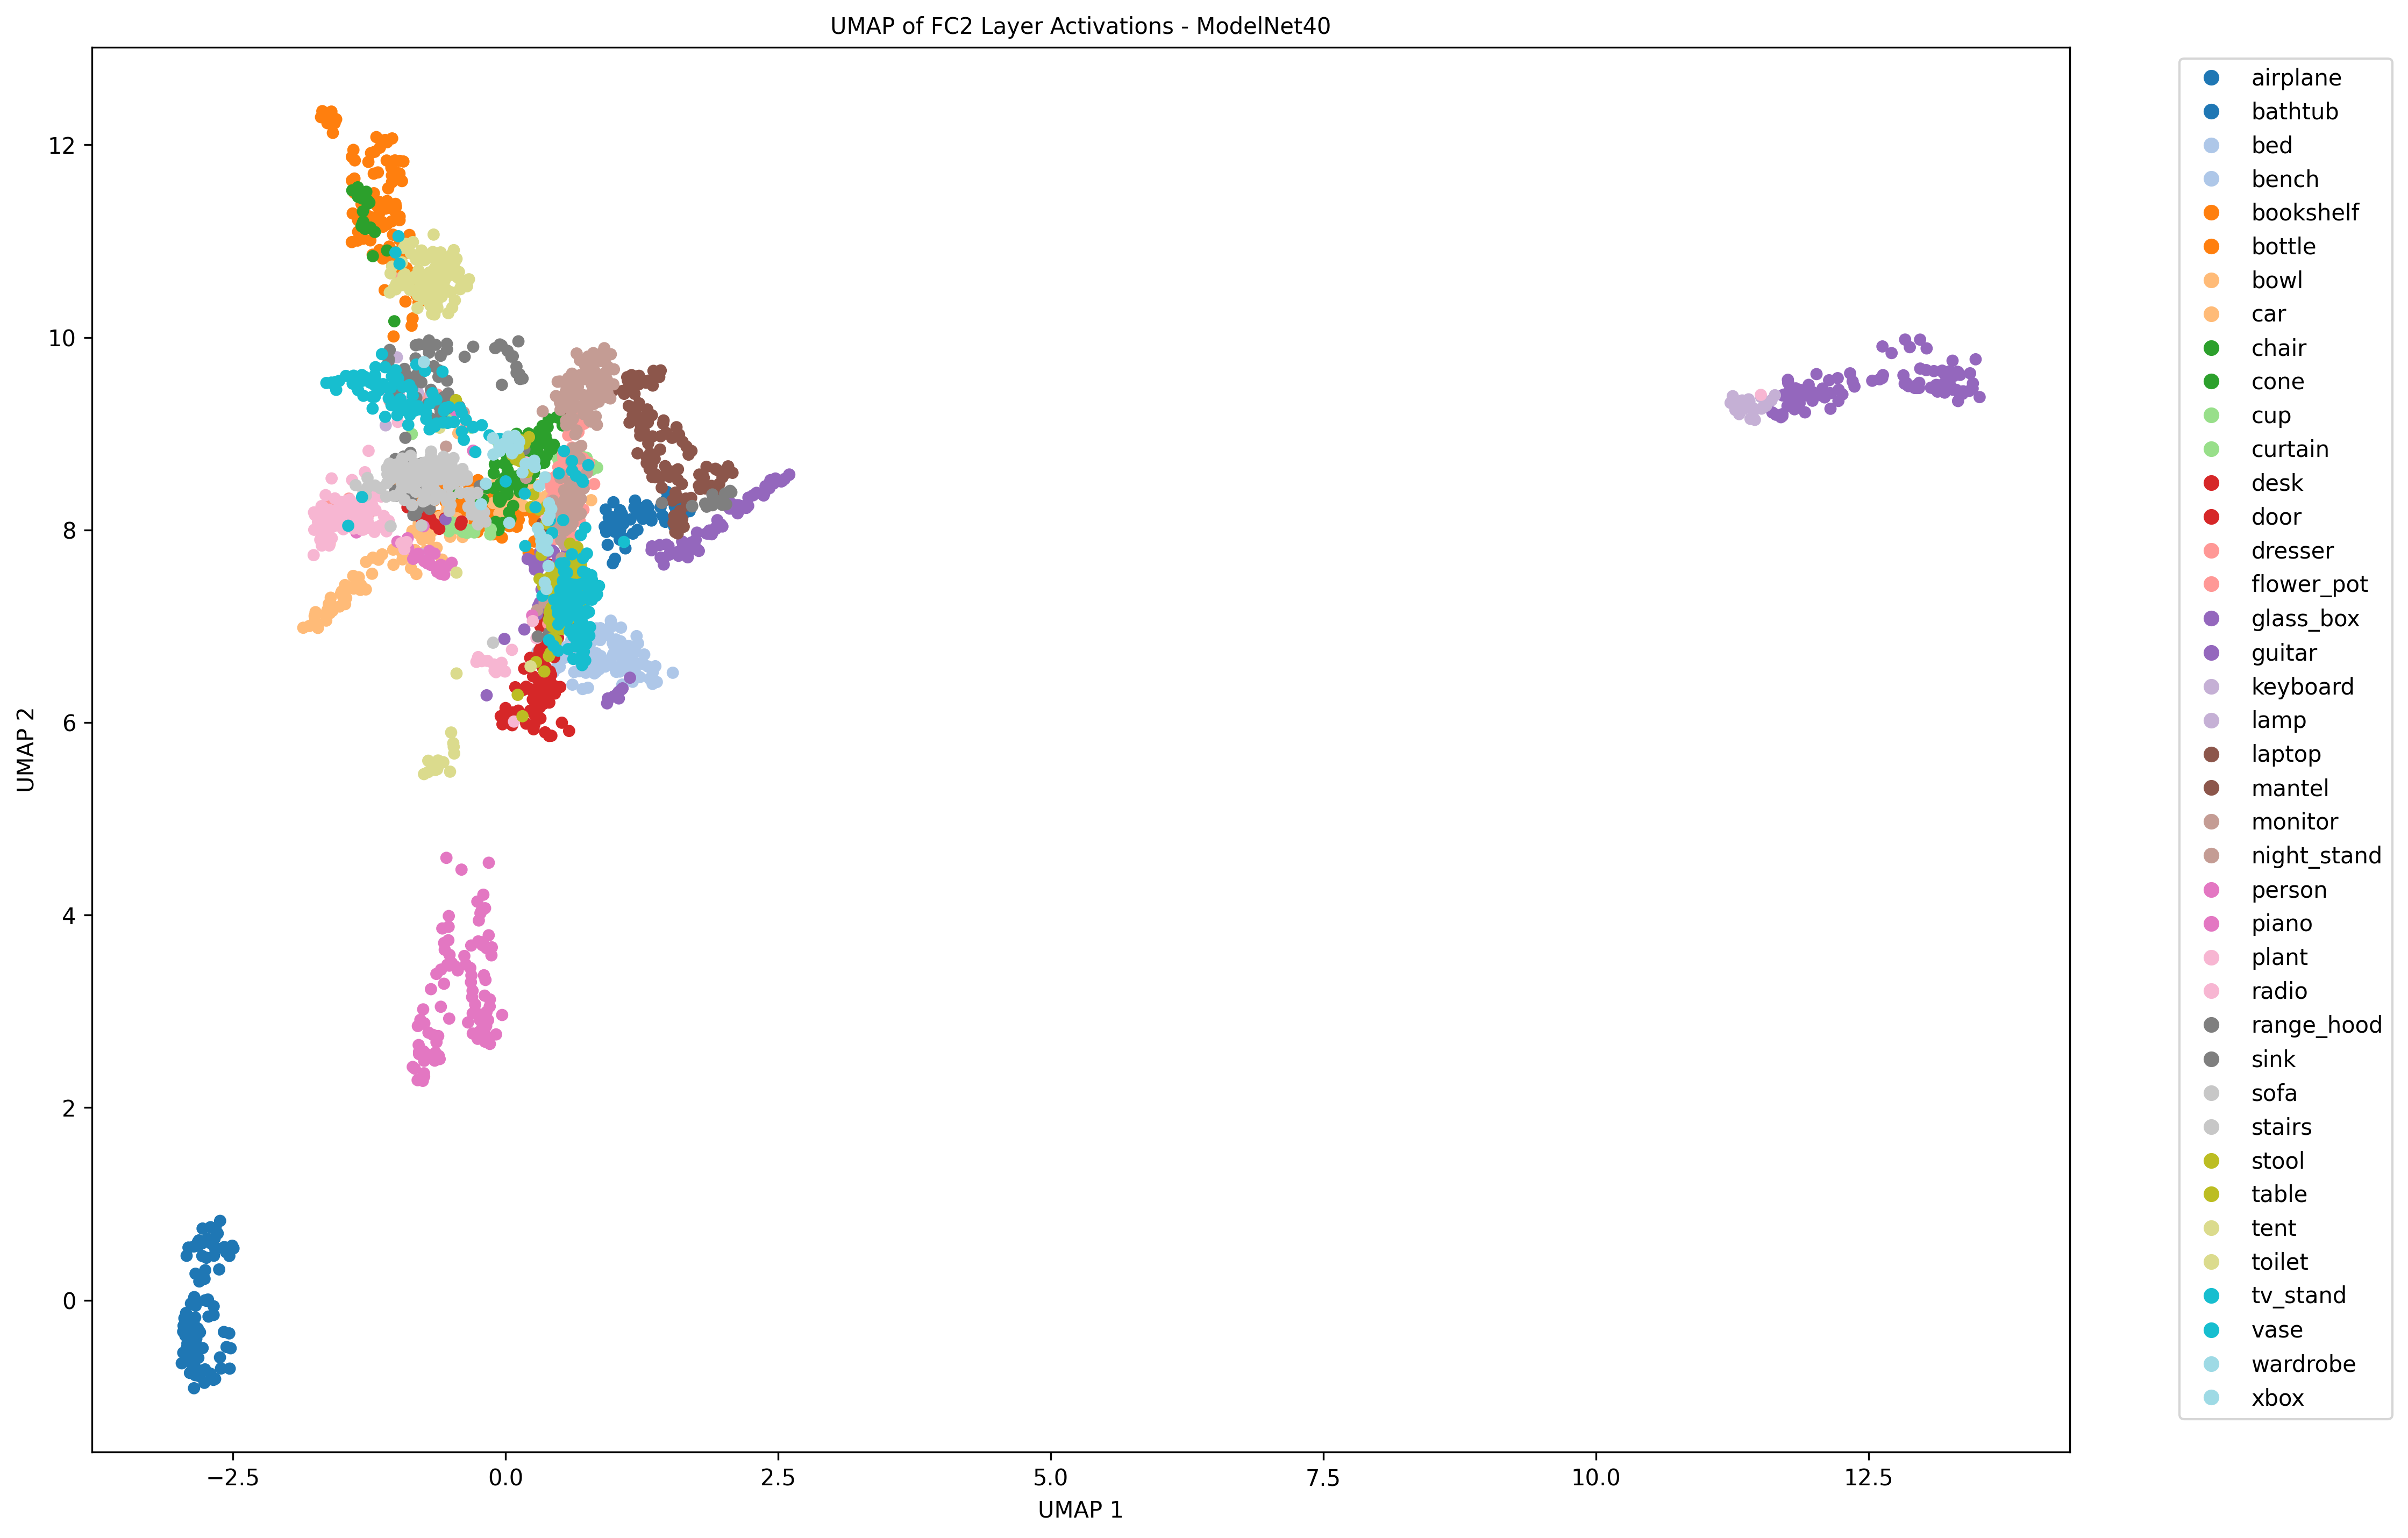 UMAP of FC2 Layer Activations - ModelNet40
UMAP 2
12
10
8
6
4
2
0
−2.5
0.0
2.5
5.0
7.5
10.0
12.5
UMAP 1
airplane
bathtub
bed
bench
bookshelf
bottle
bowl
car
chair
cone
cup
curtain
desk
door
dresser
flower_pot
glass_box
guitar
keyboard
lamp
laptop
mantel
monitor
night_stand
person
piano
plant
radio
range_hood
sink
sofa
stairs
stool
table
tent
toilet
tv_stand
vase
wardrobe
xbox